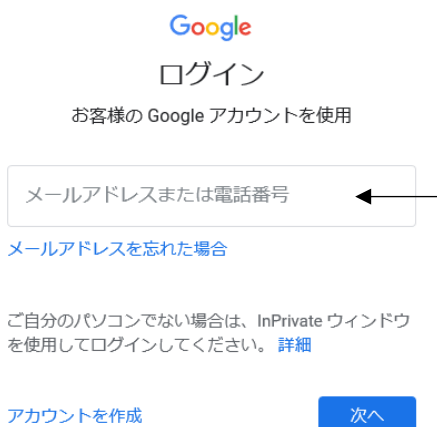 Google
ログイン
お客様の Google アカウントを使用
メールアドレスまたは電話番号
メールアドレスを忘れた場合
ご自分のパソコンでない場合は、InPrivate ウィンドウ
を使用してログインしてください。 詳細
アカウントを作成
次へ